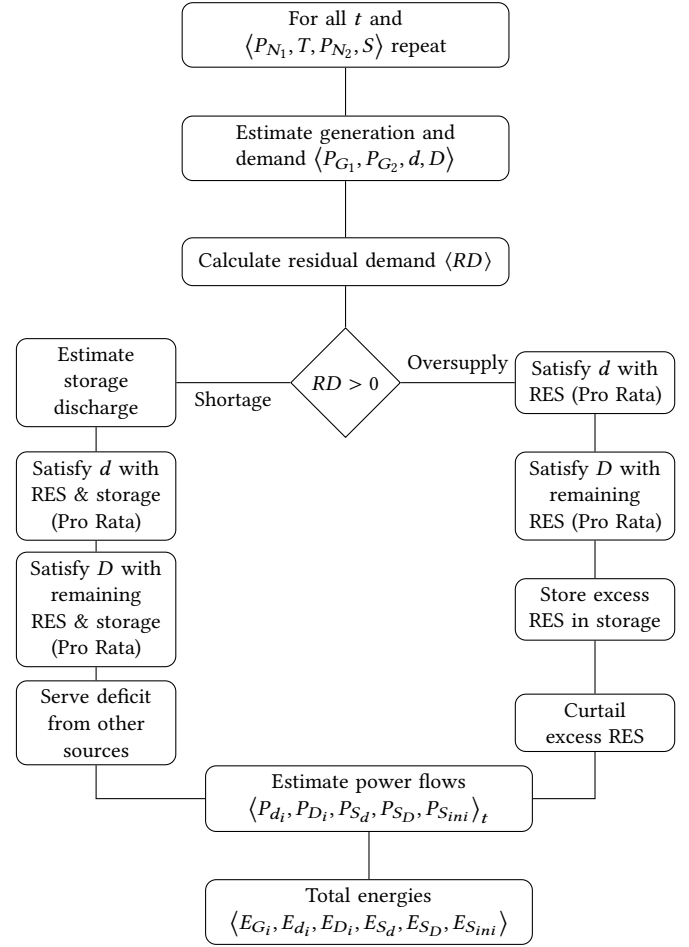 For all t and
⟨P_{N_1}, T, P_{N_2}, S⟩ repeat
Estimate generation and
demand ⟨P_{G_1}, P_{G_2}, d, D⟩
Calculate residual demand ⟨RD⟩
RD > 0
Shortage
Oversupply
Estimate
storage
discharge
Satisfy d with
RES & storage
(Pro Rata)
Satisfy D with
remaining
RES & storage
(Pro Rata)
Serve deficit
from other
sources
Satisfy d with
RES (Pro Rata)
Satisfy D with
remaining
RES (Pro Rata)
Store excess
RES in storage
Curtail
excess RES
Estimate power flows
⟨P_{d_i}, P_{D_i}, P_{S_d}, P_{S_D}, P_{S_{ini}}⟩_t
Total energies
⟨E_{G_i}, E_{d_i}, E_{D_i}, E_{S_d}, E_{S_D}, E_{S_{ini}}⟩